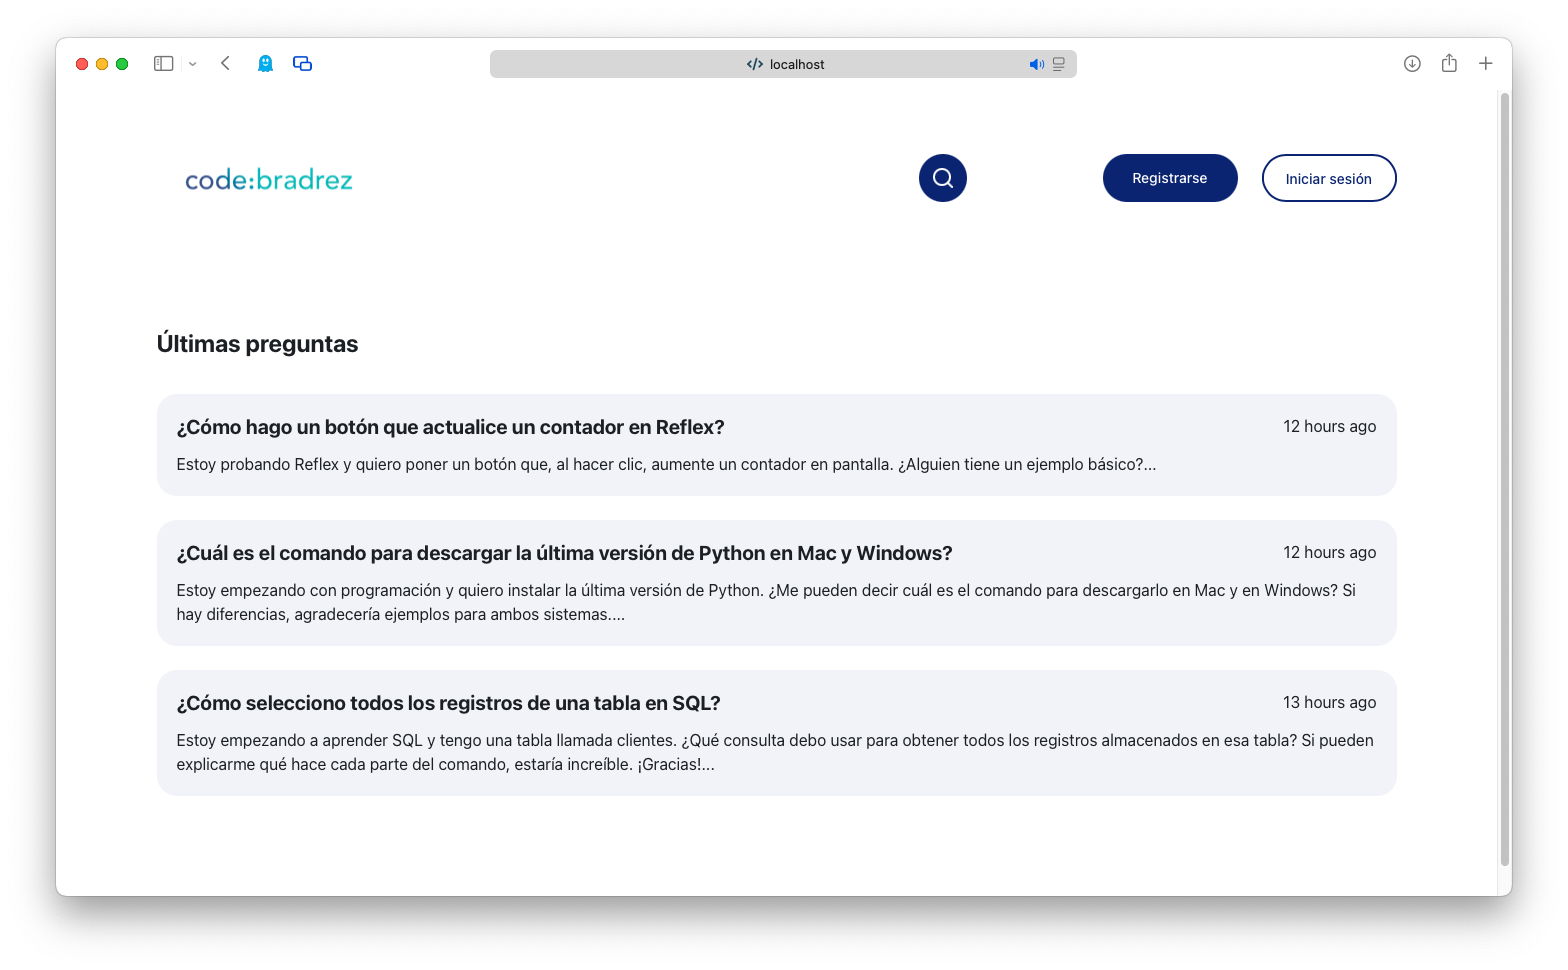 </> localhost
code:bradrez
Registrarse
Iniciar sesión
Últimas preguntas
¿Cómo hago un botón que actualice un contador en Reflex?
12 hours ago
Estoy probando Reflex y quiero poner un botón que, al hacer clic, aumente un contador en pantalla. ¿Alguien tiene un ejemplo básico?...
¿Cuál es el comando para descargar la última versión de Python en Mac y Windows?
12 hours ago
Estoy empezando con programación y quiero instalar la última versión de Python. ¿Me pueden decir cuál es el comando para descargarlo en Mac y en Windows? Si
hay diferencias, agradecería ejemplos para ambos sistemas....
¿Cómo selecciono todos los registros de una tabla en SQL?
13 hours ago
Estoy empezando a aprender SQL y tengo una tabla llamada clientes. ¿Qué consulta debo usar para obtener todos los registros almacenados en esa tabla? Si pueden
explicarme qué hace cada parte del comando, estaría increíble. ¡Gracias!...